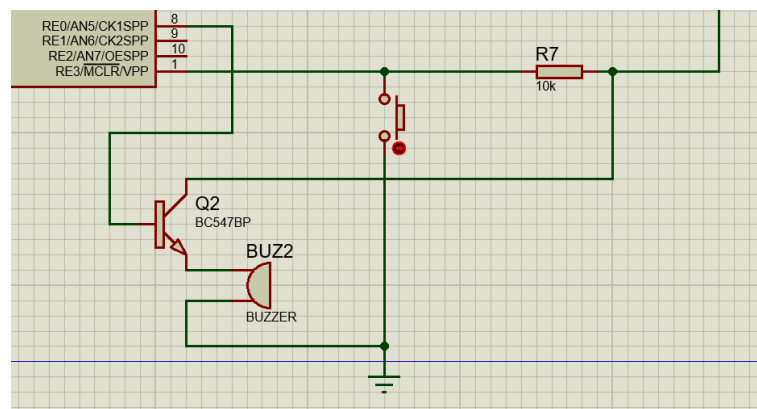 RE0/AN5/CK1SPP 8
RE1/AN6/CK2SPP 9
RE2/AN7/OESPP 10
RE3/MCLR/VPP 1
R7
10k
Q2
BC547BP
BUZ2
BUZZER